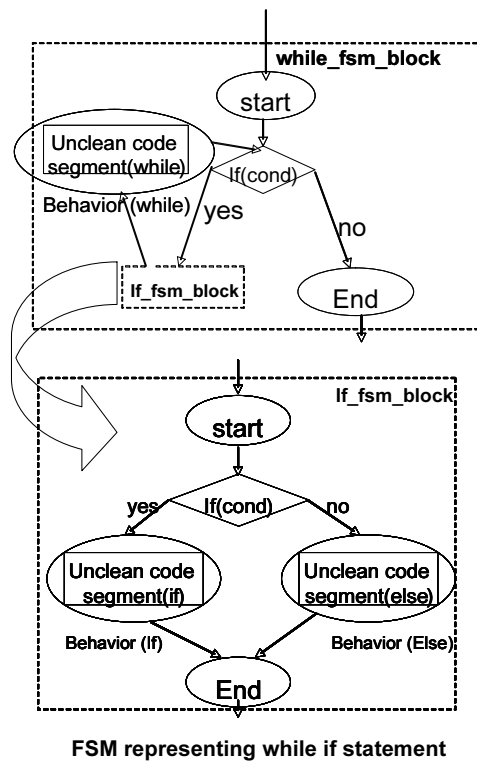 while_fsm_block
start
Unclean code
segment(while)
If(cond)
Behavior (while)
yes
no
If_fsm_block
End
If_fsm_block
start
yes
If(cond)
no
Unclean code
segment(if)
Unclean code
segment(else)
Behavior (If)
Behavior (Else)
End
FSM representing while if statement